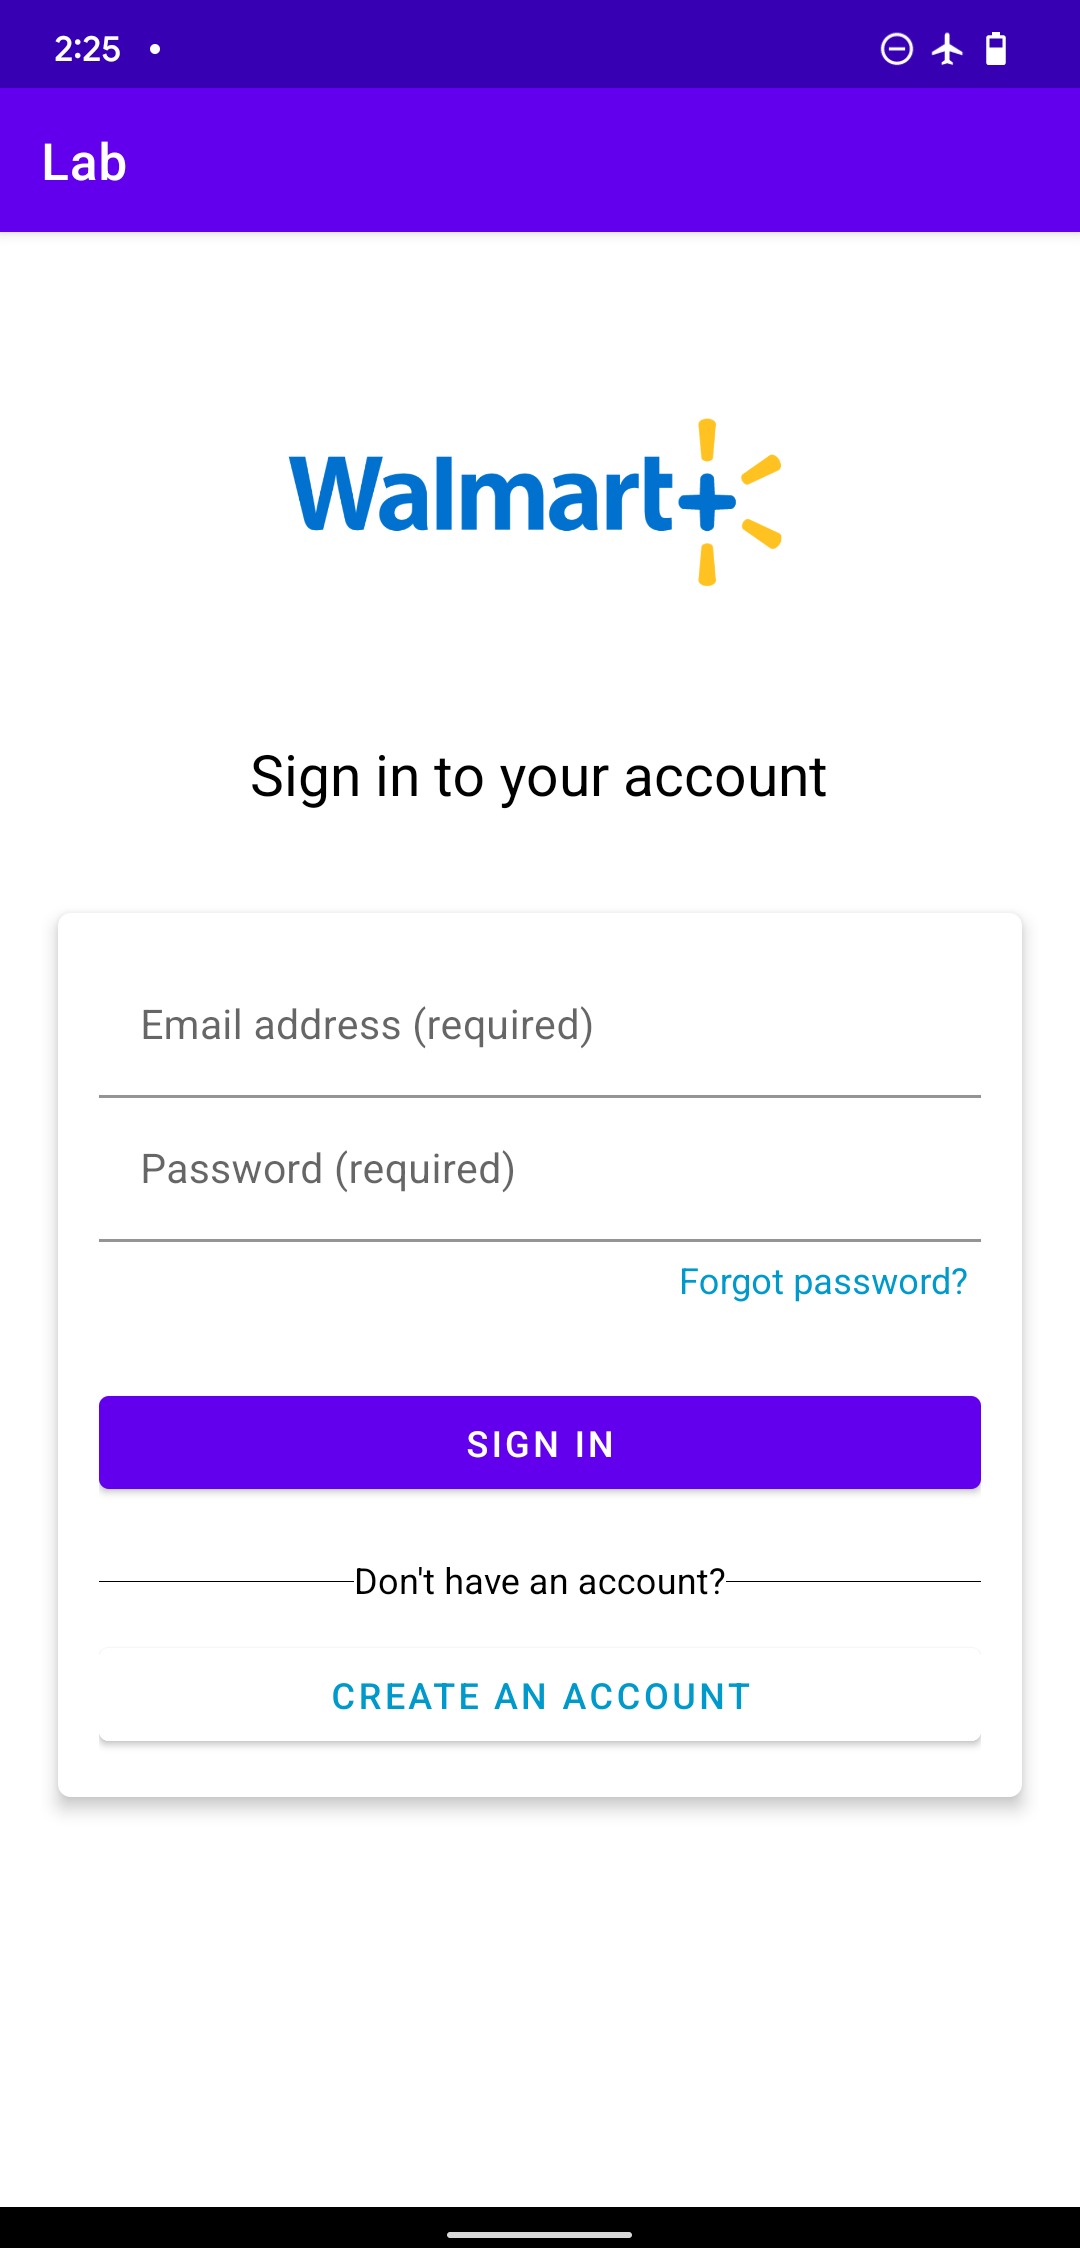 2:25
Lab
Walmart+
Sign in to your account
Email address (required)
Password (required)
Forgot password?
SIGN IN
Don't have an account?
CREATE AN ACCOUNT